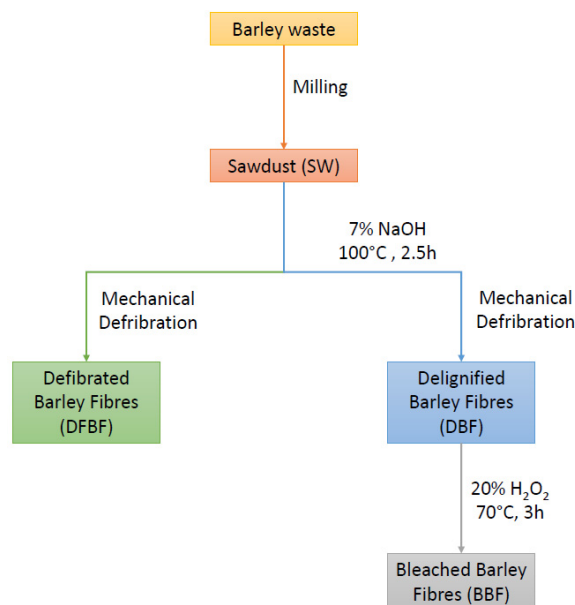 Barley waste
Milling
Sawdust (SW)
7% NaOH
100°C , 2.5h
Mechanical
Defribration
Mechanical
Defribration
Defibrated
Barley Fibres
(DFBF)
Delignified
Barley Fibres
(DBF)
20% H₂O₂
70°C, 3h
Bleached Barley
Fibres (BBF)